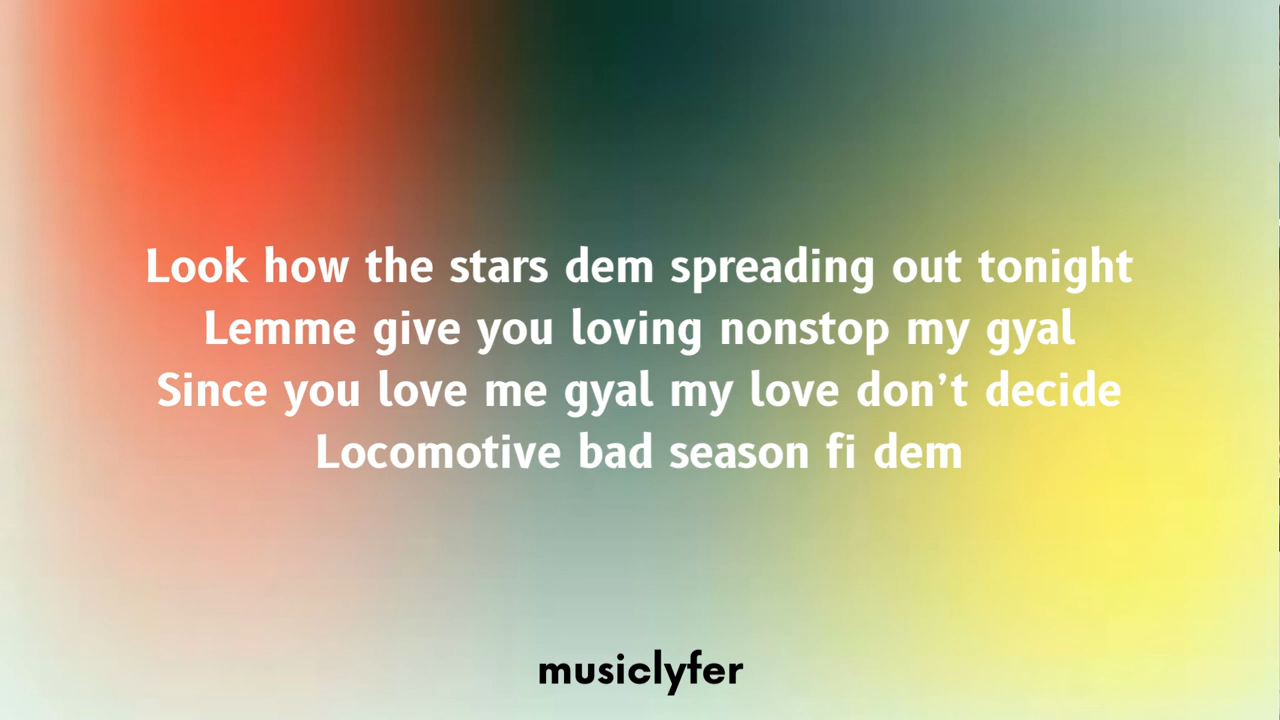 Look how the stars dem spreading out tonight
Lemme give you loving nonstop my gyal
Since you love me gyal my love don’t decide
Locomotive bad season fi dem
musiclyfer